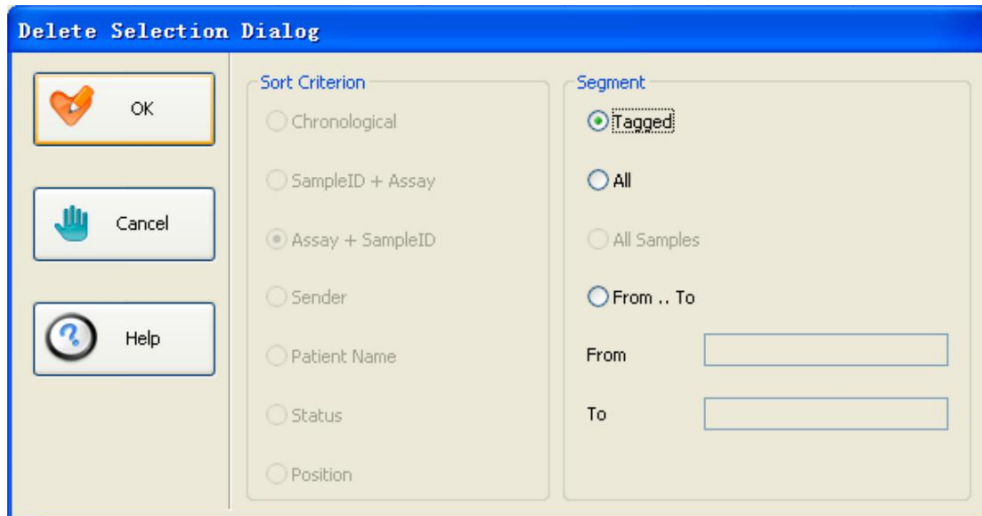 Delete Selection Dialog
OK
Cancel
Help
Sort Criterion
Chronological
SampleID + Assay
Assay + SampleID
Sender
Patient Name
Status
Position
Segment
Tagged
All
All Samples
From .. To
From
To